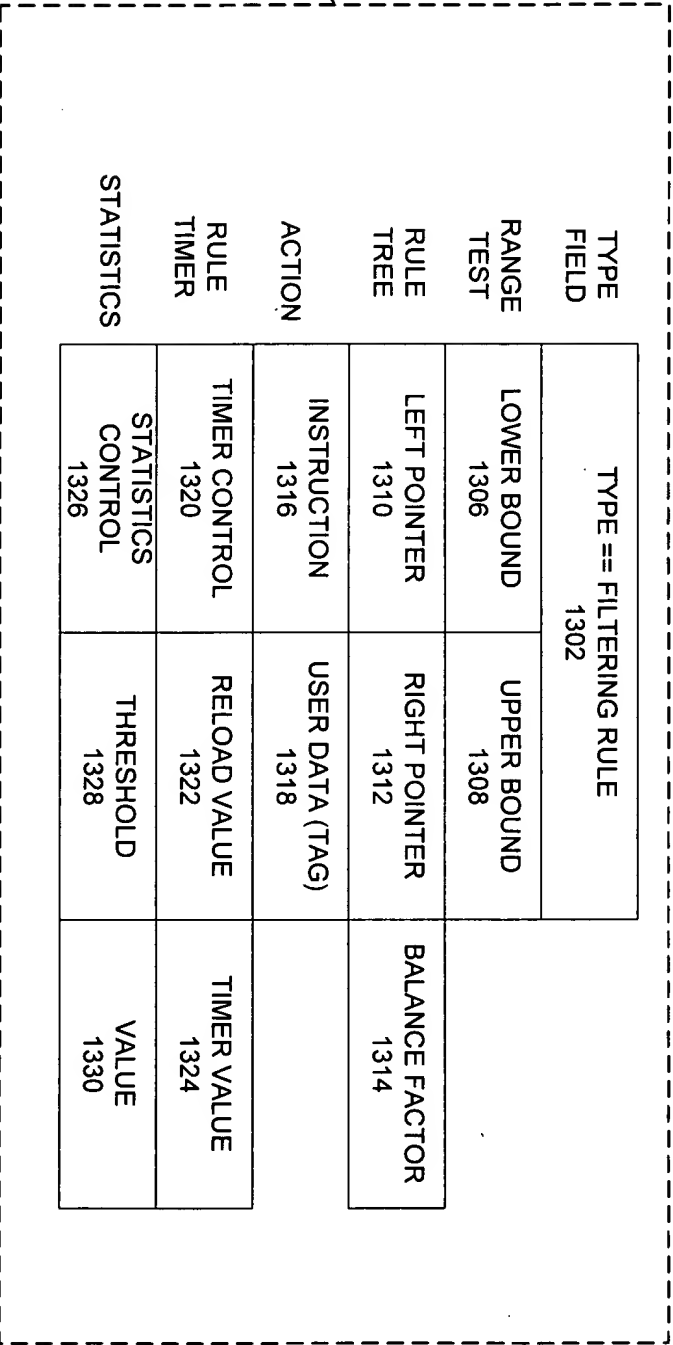 TYPE
FIELD
TYPE == FILTERING RULE
1302
RANGE
TEST
LOWER BOUND
1306
UPPER BOUND
1308
RULE
TREE
LEFT POINTER
1310
RIGHT POINTER
1312
BALANCE FACTOR
1314
ACTION
INSTRUCTION
1316
USER DATA (TAG)
1318
RULE
TIMER
TIMER CONTROL
1320
RELOAD VALUE
1322
TIMER VALUE
1324
STATISTICS
STATISTICS
CONTROL
1326
THRESHOLD
1328
VALUE
1330